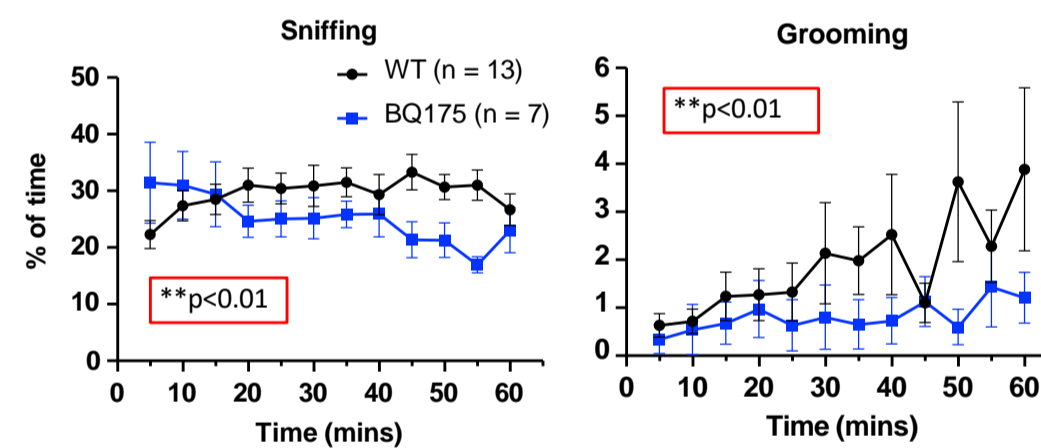 Sniffing
WT (n = 13)
BQ175 (n = 7)
50
40
30
20
10
0
% of time
**p<0.01
0 10 20 30 40 50 60
Time (mins)
Grooming
6
5
4
3
2
1
0
**p<0.01
0 10 20 30 40 50 60
Time (mins)